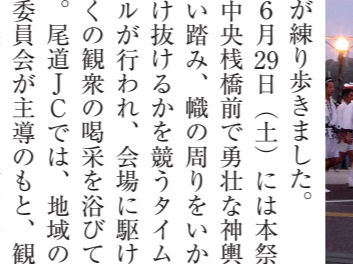 が練り歩きました。
６月29日（土）には本祭
中央桟橋前で勇壮な神輿
い踏み、幟の周りをいか
け抜けるかを競うタイム
ルが行われ、会場に駆け
くの観衆の喝采を浴びて
。尾道ＪＣでは、地域の
委員会が主導のもと、観